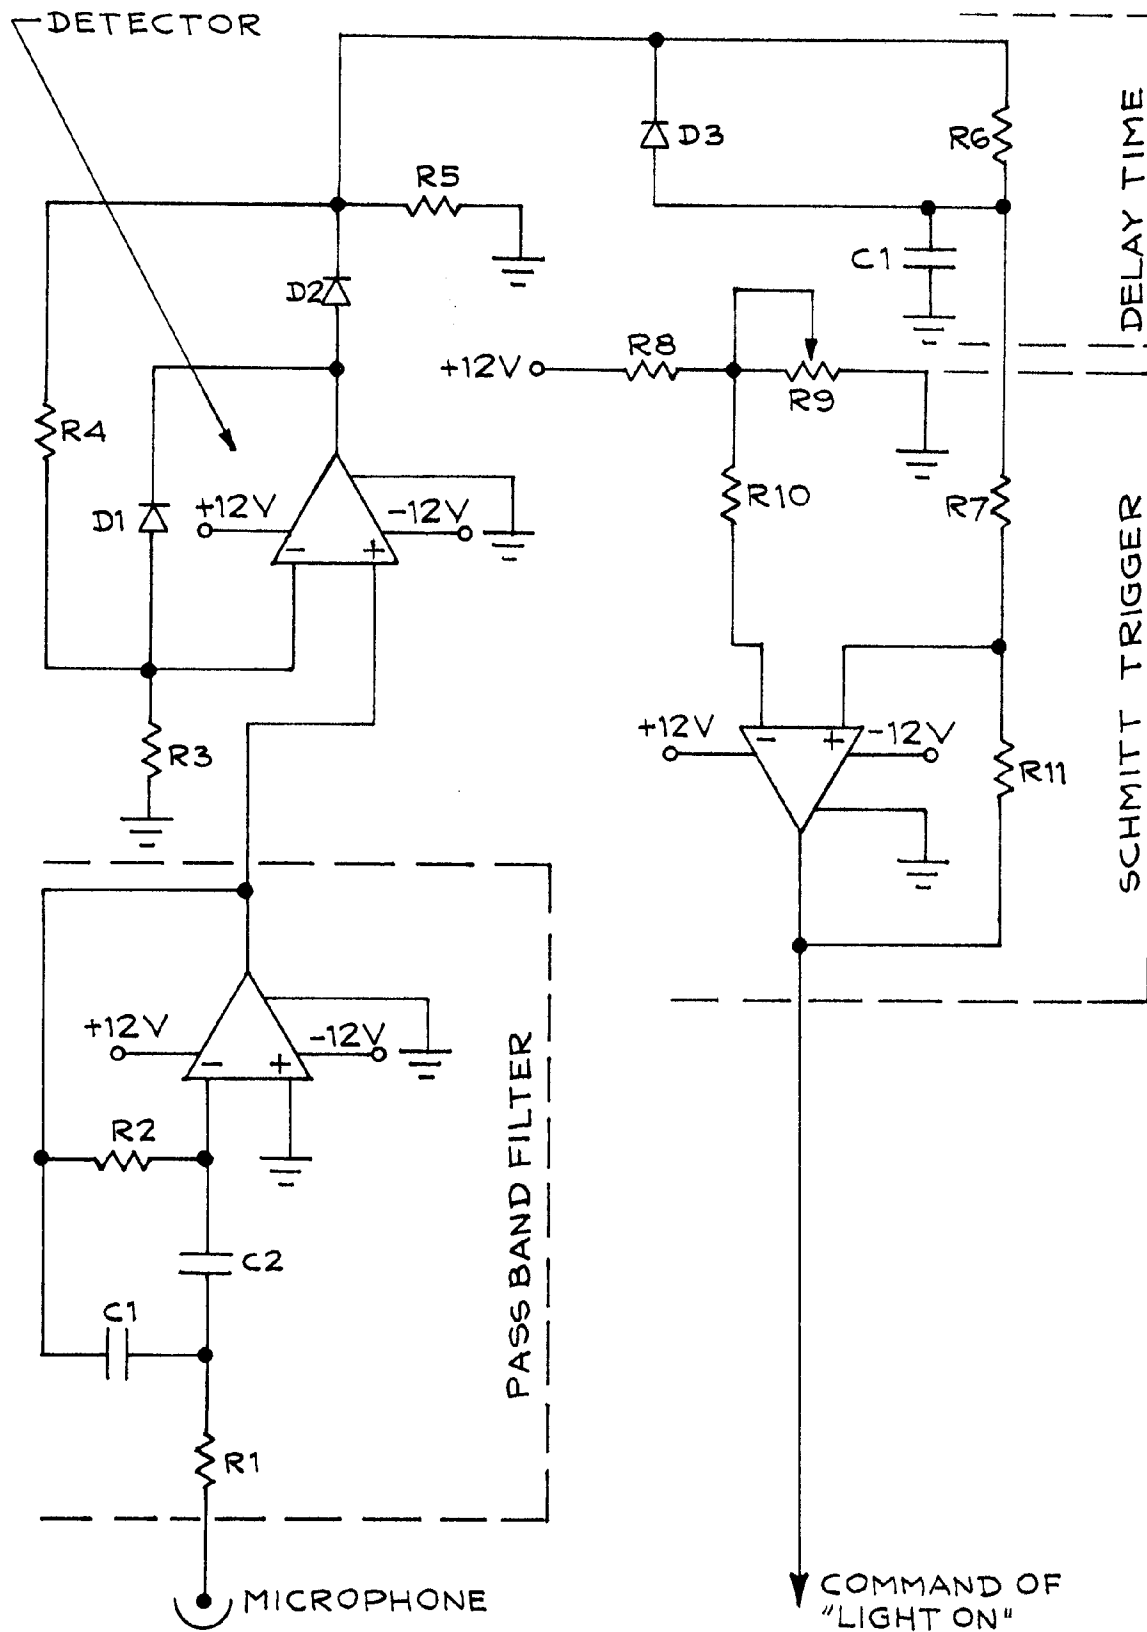 DETECTOR
D3
R6
DELAY TIME
R5
C1
D2
+12V
R8
R9
R4
R10
R7
D1
+12V
-12V
-
+
SCHMITT TRIGGER
R3
+12V
-
+
-12V
R11
+12V
-12V
-
+
R2
C2
C1
PASS BAND FILTER
R1
MICROPHONE
COMMAND OF
"LIGHT ON"